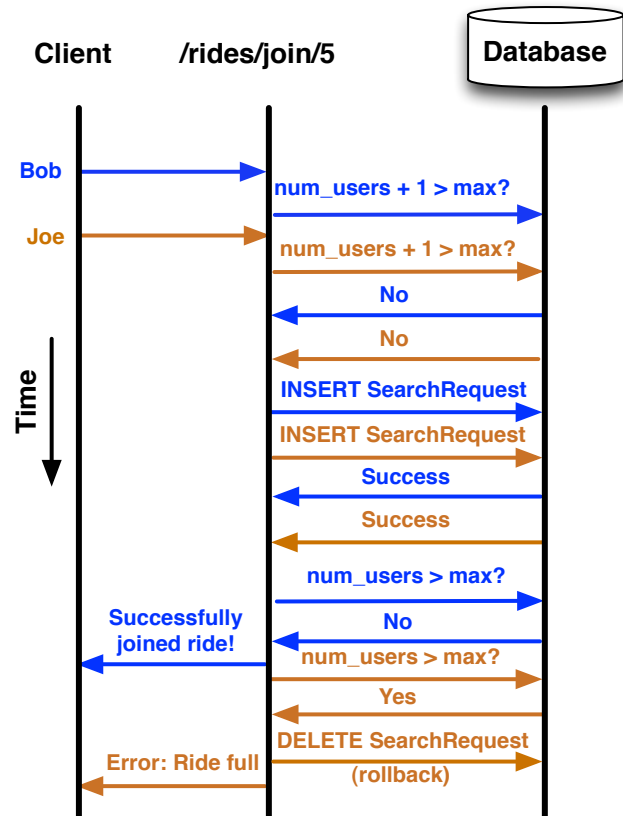 Client
/rides/join/5
Database
Bob
num_users + 1 > max?
Joe
num_users + 1 > max?
No
No
Time
INSERT SearchRequest
INSERT SearchRequest
Success
Success
num_users > max?
No
Successfully
joined ride!
num_users > max?
Yes
DELETE SearchRequest
(rollback)
Error: Ride full